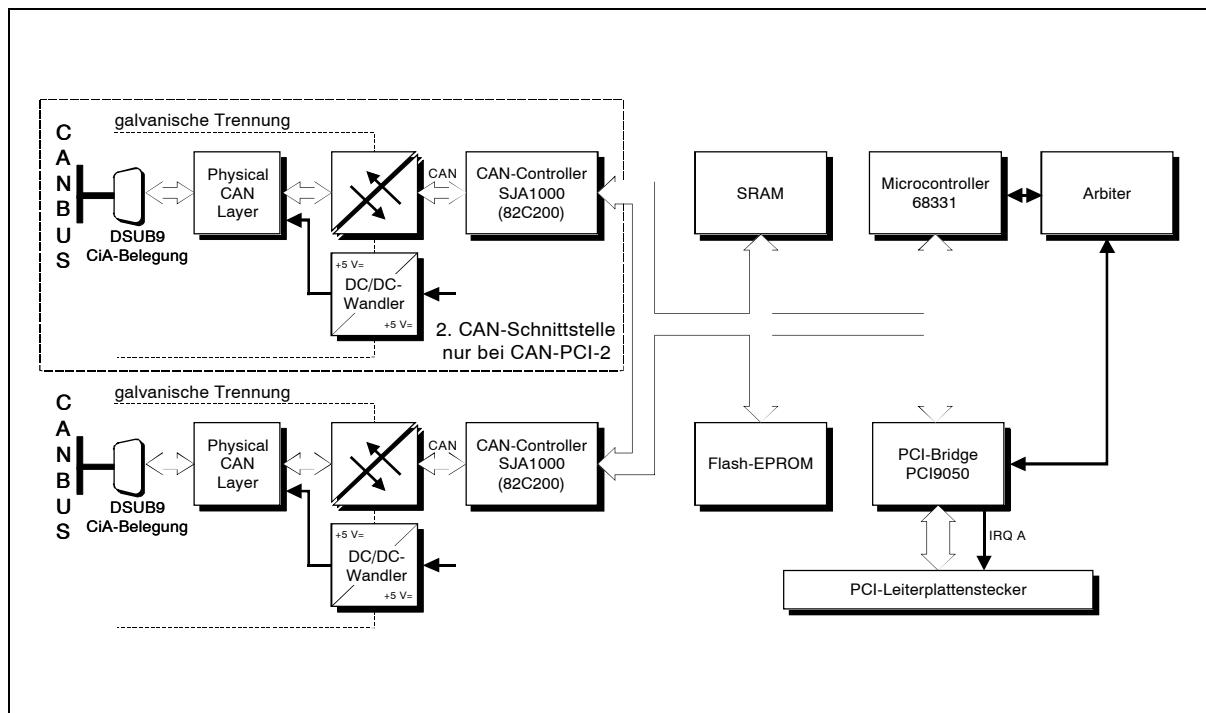 CANBUS
galvanische Trennung
DSUB9
CiA-Belegung
Physical
CAN
Layer
CAN
CAN-Controller
SJA1000
(82C200)
+5 V=
DC/DC-
Wandler
+5 V=
2. CAN-Schnittstelle
nur bei CAN-PCI-2
SRAM
Microcontroller
68331
Arbiter
CANBUS
galvanische Trennung
DSUB9
CiA-Belegung
Physical
CAN
Layer
CAN
CAN-Controller
SJA1000
(82C200)
+5 V=
DC/DC-
Wandler
+5 V=
Flash-EPROM
PCI-Bridge
PCI9050
IRQ A
PCI-Leiterplattenstecker